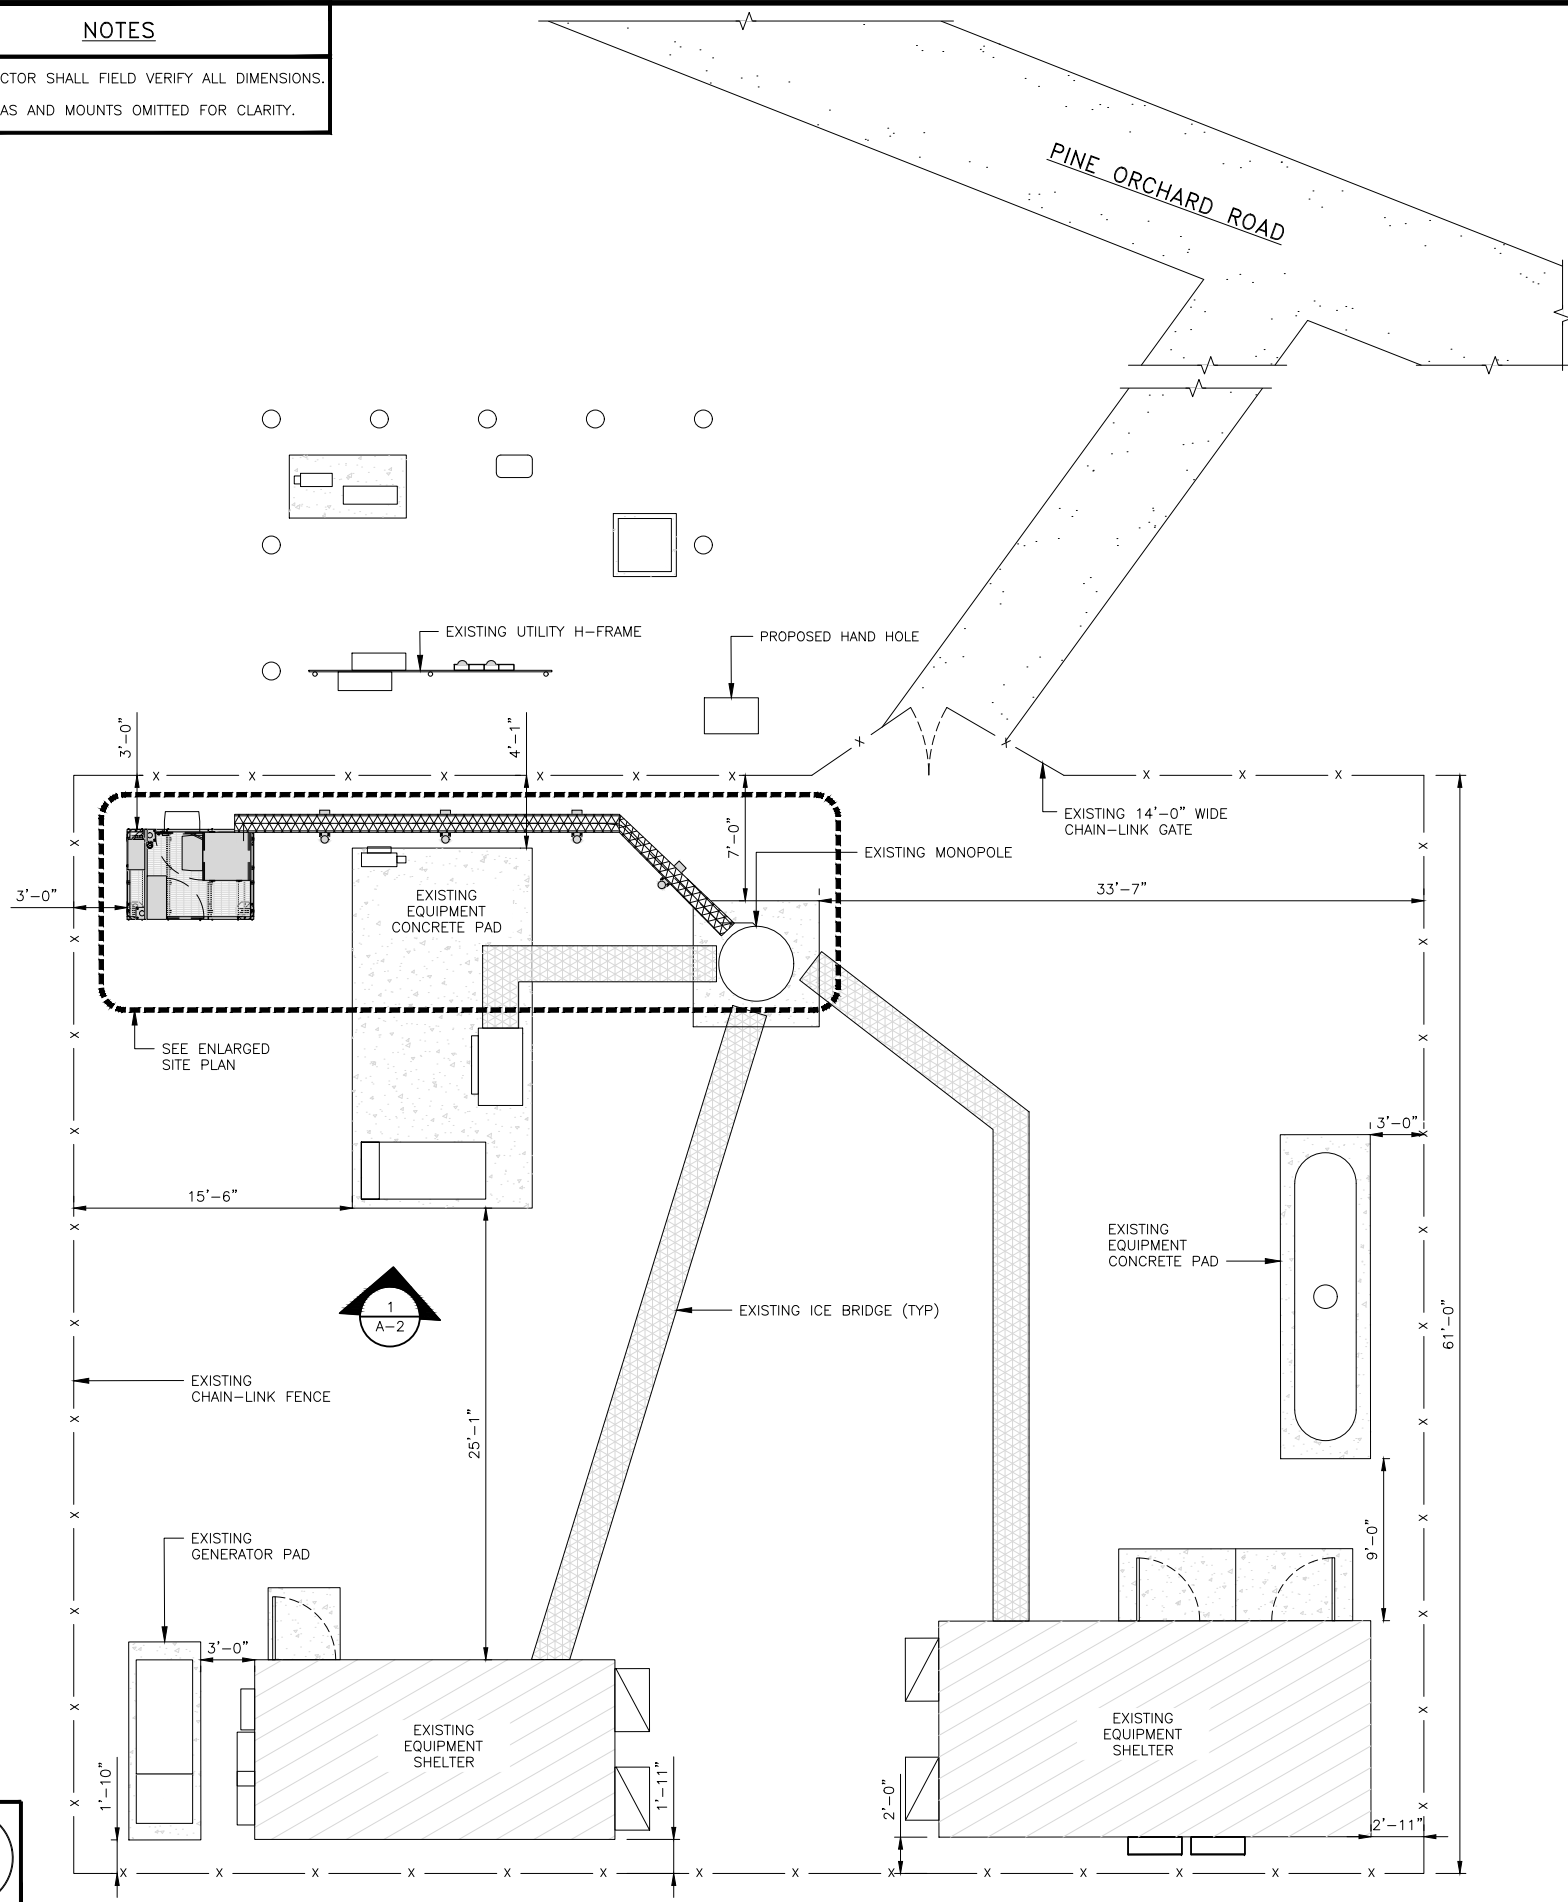 NOTES
CTOR SHALL FIELD VERIFY ALL DIMENSIONS.
AS AND MOUNTS OMITTED FOR CLARITY.
PINE ORCHARD ROAD
EXISTING UTILITY H-FRAME
PROPOSED HAND HOLE
3'-0"
4'-1"
7'-0"
EXISTING 14'-0" WIDE
CHAIN-LINK GATE
EXISTING MONOPOLE
3'-0"
33'-7"
EXISTING
EQUIPMENT
CONCRETE PAD
SEE ENLARGED
SITE PLAN
3'-0"
15'-6"
EXISTING
EQUIPMENT
CONCRETE PAD
1
A-2
EXISTING ICE BRIDGE (TYP)
61'-0"
EXISTING
CHAIN-LINK FENCE
25'-1"
EXISTING
GENERATOR PAD
9'-0"
3'-0"
EXISTING
EQUIPMENT
SHELTER
EXISTING
EQUIPMENT
SHELTER
1'-10"
1'-11"
2'-0"
2'-11"